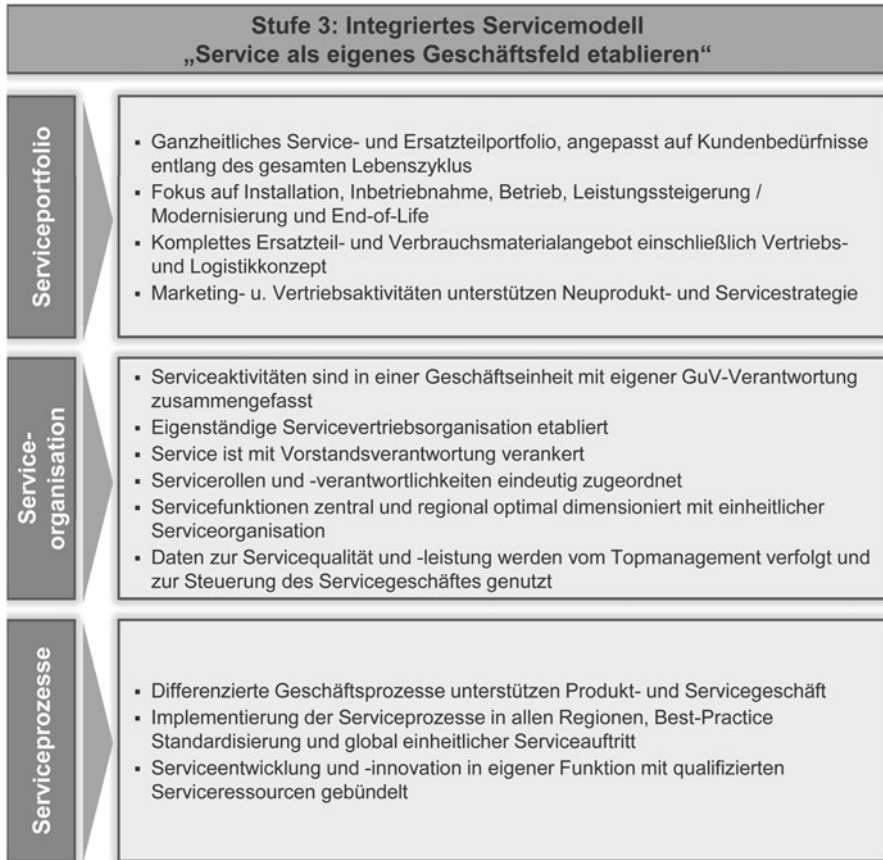 Stufe 3: Integriertes Servicemodell
„Service als eigenes Geschäftsfeld etablieren“
Serviceportfolio
▪ Ganzheitliches Service- und Ersatzteilportfolio, angepasst auf Kundenbedürfnisse
entlang des gesamten Lebenszyklus
▪ Fokus auf Installation, Inbetriebnahme, Betrieb, Leistungssteigerung /
Modernisierung und End-of-Life
▪ Komplettes Ersatzteil- und Verbrauchsmaterialangebot einschließlich Vertriebs-
und Logistikkonzept
▪ Marketing- u. Vertriebsaktivitäten unterstützen Neuprodukt- und Servicestrategie
Service-
organisation
▪ Serviceaktivitäten sind in einer Geschäftseinheit mit eigener GuV-Verantwortung
zusammengefasst
▪ Eigenständige Servicevertriebsorganisation etabliert
▪ Service ist mit Vorstandsverantwortung verankert
▪ Servicerollen und -verantwortlichkeiten eindeutig zugeordnet
▪ Servicefunktionen zentral und regional optimal dimensioniert mit einheitlicher
Serviceorganisation
▪ Daten zur Servicequalität und -leistung werden vom Topmanagement verfolgt und
zur Steuerung des Servicegeschäftes genutzt
Serviceprozesse
▪ Differenzierte Geschäftsprozesse unterstützen Produkt- und Servicegeschäft
▪ Implementierung der Serviceprozesse in allen Regionen, Best-Practice
Standardisierung und global einheitlicher Serviceauftritt
▪ Serviceentwicklung und -innovation in eigener Funktion mit qualifizierten
Serviceressourcen gebündelt